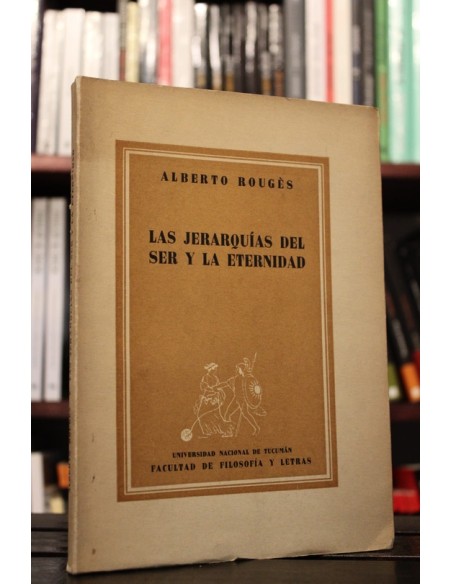 ALBERTO ROUGÈS
LAS JERARQUÍAS DEL
SER Y LA ETERNIDAD
UNIVERSIDAD NACIONAL DE TUCUMÁN
FACULTAD DE FILOSOFÍA Y LETRAS